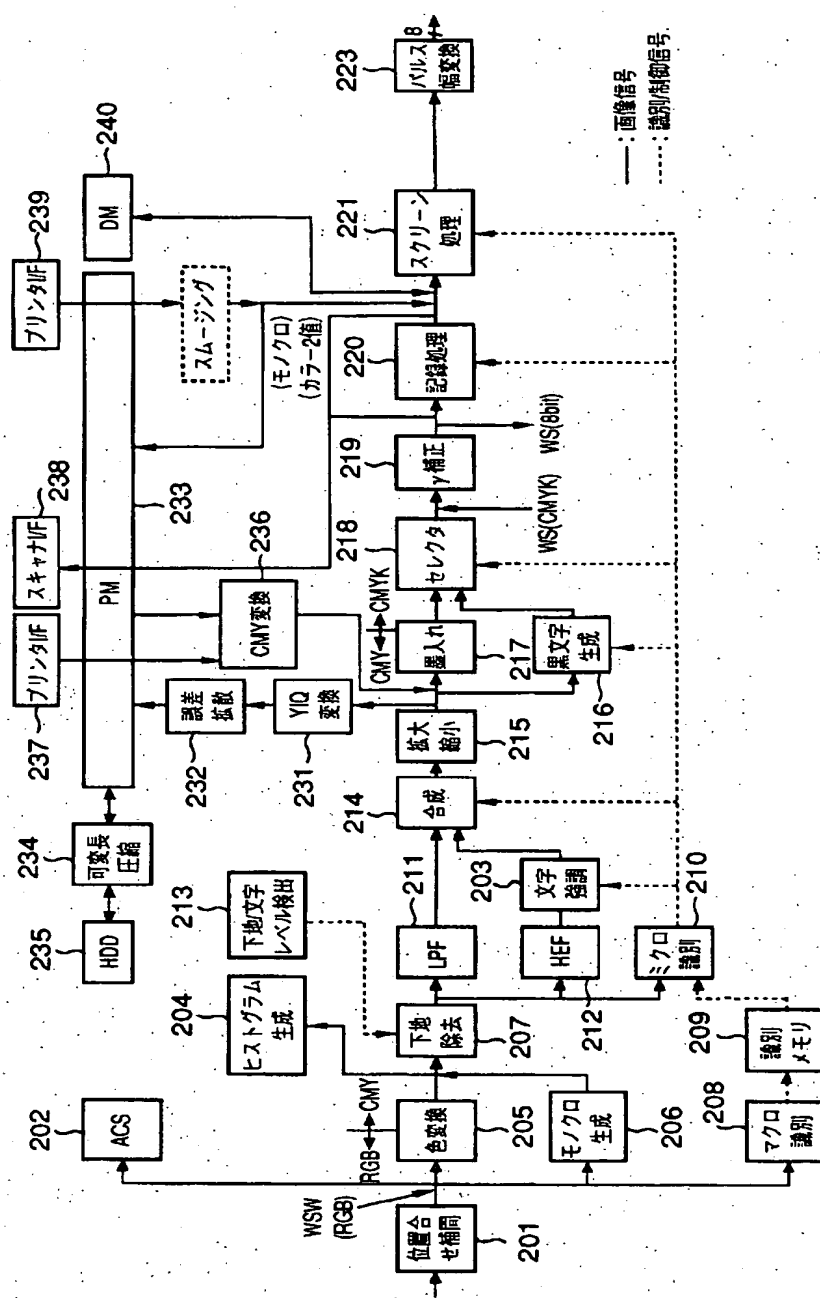 プリンタI/F
237
スキャナI/F
238
プリンタI/F
239
DM
240
PM
233
HDD
235
可変長
圧縮
234
誤差
拡散
232
YIQ
変換
231
CMY変換
236
スムージング
(モノクロ)
(カラー2値)
ACS
202
ヒストグラム
生成
204
下地/文字
レベル検出
213
WSW
(RGB)
RGB
CMY
位置合
せ補間
201
色変換
205
下地
除去
207
LPF
211
合成
214
拡大
縮小
215
CMY
CMYK
墨入れ
217
セレクタ
218
WS(CMYK)
γ補正
219
WS(8bit)
記録処理
220
スクリーン
処理
221
パルス
幅変換
223
8
モノクロ
生成
206
HEF
212
文字
強調
203
黒文字
生成
216
マクロ
識別
208
識別
メモリ
209
ミクロ
識別
210
:画像信号
:識別/制御信号